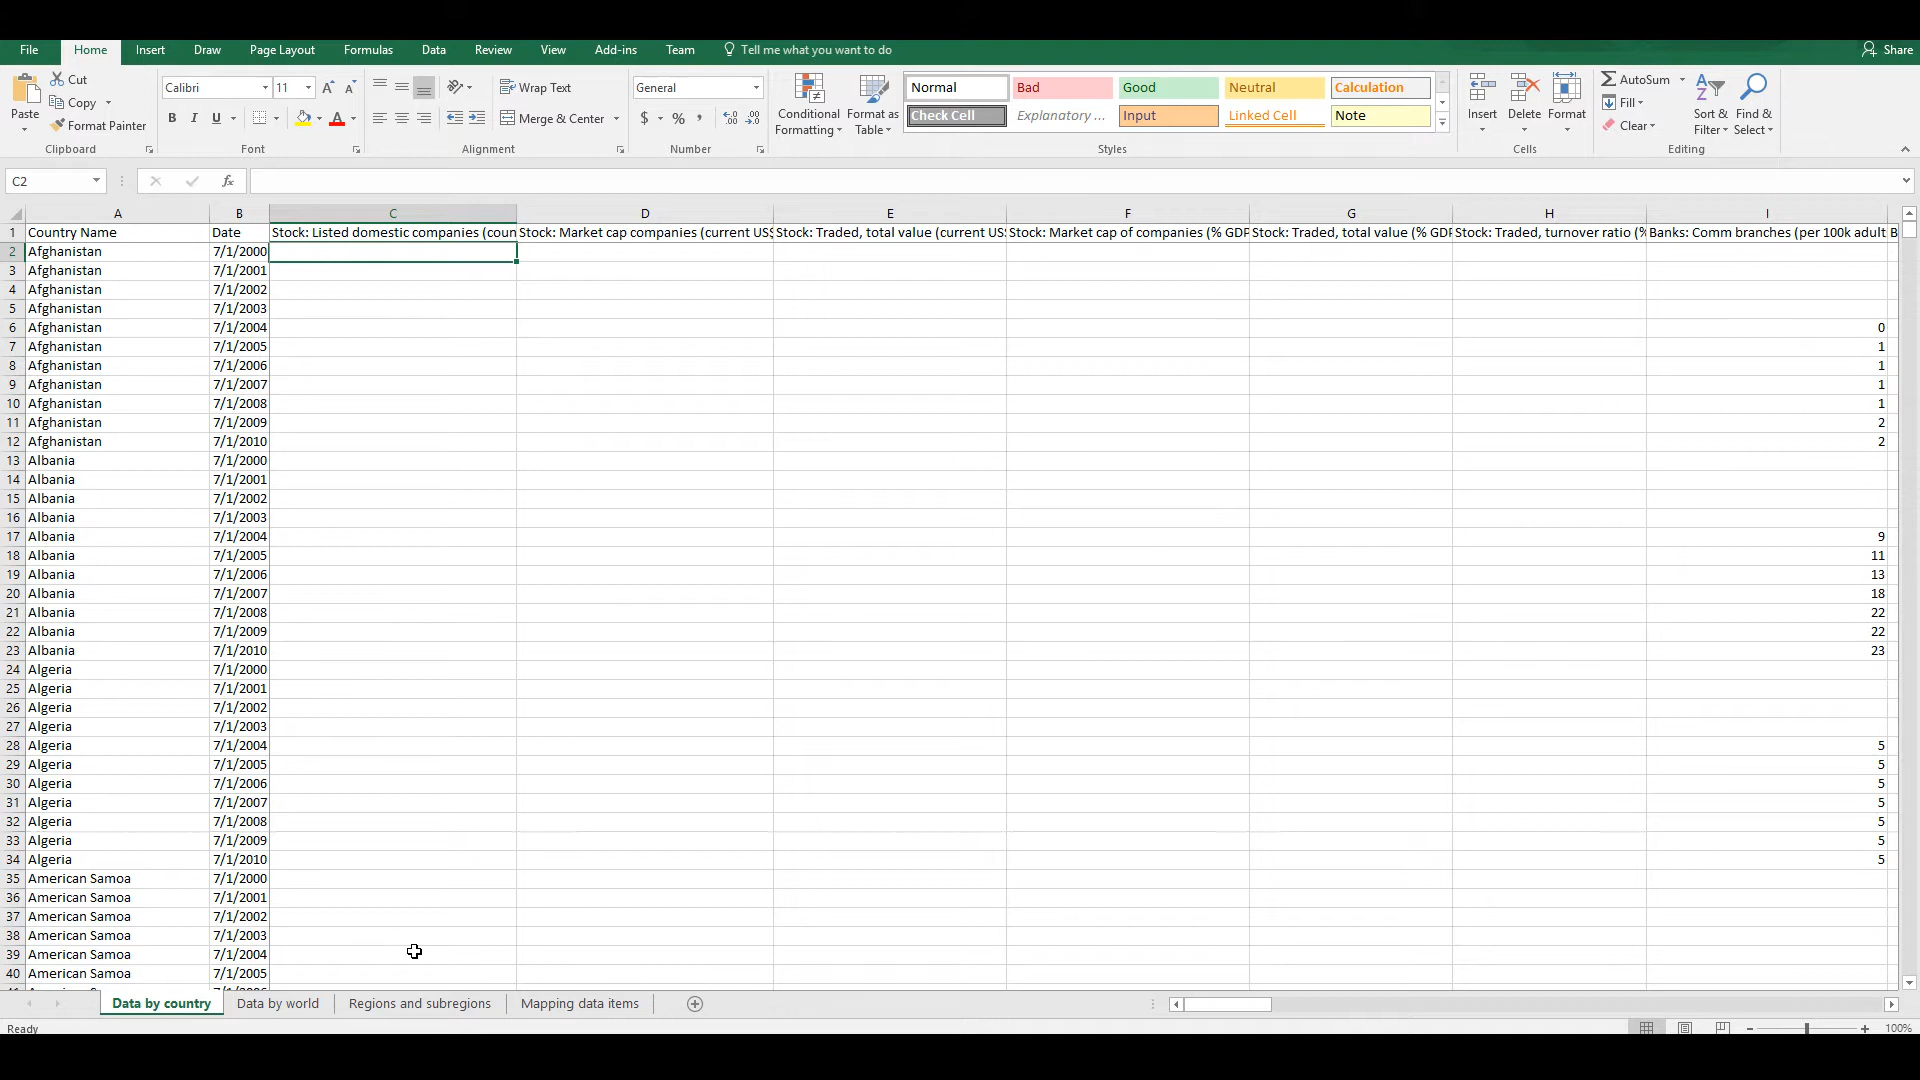 File Home Insert Draw Page Layout Formulas Data Review View Add-ins Team Tell me what you want to do Share
Paste Cut Copy Format Painter Clipboard
Calibri 11 A A B I U A Font
Wrap Text Merge & Center Alignment
General $ % , Number
Conditional Formatting Format as Table
Normal Bad Good Neutral Calculation
Check Cell Explanatory ... Input Linked Cell Note
Styles
Insert Delete Format Cells
AutoSum Fill Clear Sort & Filter Find & Select Editing
C2 fx
A B C D E F G H I
1 Country Name Date Stock: Listed domestic companies (coun Stock: Market cap companies (current US$ Stock: Traded, total value (current US Stock: Market cap of companies (% GDP Stock: Traded, total value (% GDP Stock: Traded, turnover ratio (% Banks: Comm branches (per 100k adult B
2 Afghanistan 7/1/2000
3 Afghanistan 7/1/2001
4 Afghanistan 7/1/2002
5 Afghanistan 7/1/2003
6 Afghanistan 7/1/2004 0
7 Afghanistan 7/1/2005 1
8 Afghanistan 7/1/2006 1
9 Afghanistan 7/1/2007 1
10 Afghanistan 7/1/2008 1
11 Afghanistan 7/1/2009 2
12 Afghanistan 7/1/2010 2
13 Albania 7/1/2000
14 Albania 7/1/2001
15 Albania 7/1/2002
16 Albania 7/1/2003
17 Albania 7/1/2004 9
18 Albania 7/1/2005 11
19 Albania 7/1/2006 13
20 Albania 7/1/2007 18
21 Albania 7/1/2008 22
22 Albania 7/1/2009 22
23 Albania 7/1/2010 23
24 Algeria 7/1/2000
25 Algeria 7/1/2001
26 Algeria 7/1/2002
27 Algeria 7/1/2003
28 Algeria 7/1/2004 5
29 Algeria 7/1/2005 5
30 Algeria 7/1/2006 5
31 Algeria 7/1/2007 5
32 Algeria 7/1/2008 5
33 Algeria 7/1/2009 5
34 Algeria 7/1/2010 5
35 American Samoa 7/1/2000
36 American Samoa 7/1/2001
37 American Samoa 7/1/2002
38 American Samoa 7/1/2003
39 American Samoa 7/1/2004
40 American Samoa 7/1/2005
Data by country Data by world Regions and subregions Mapping data items
Ready 100%